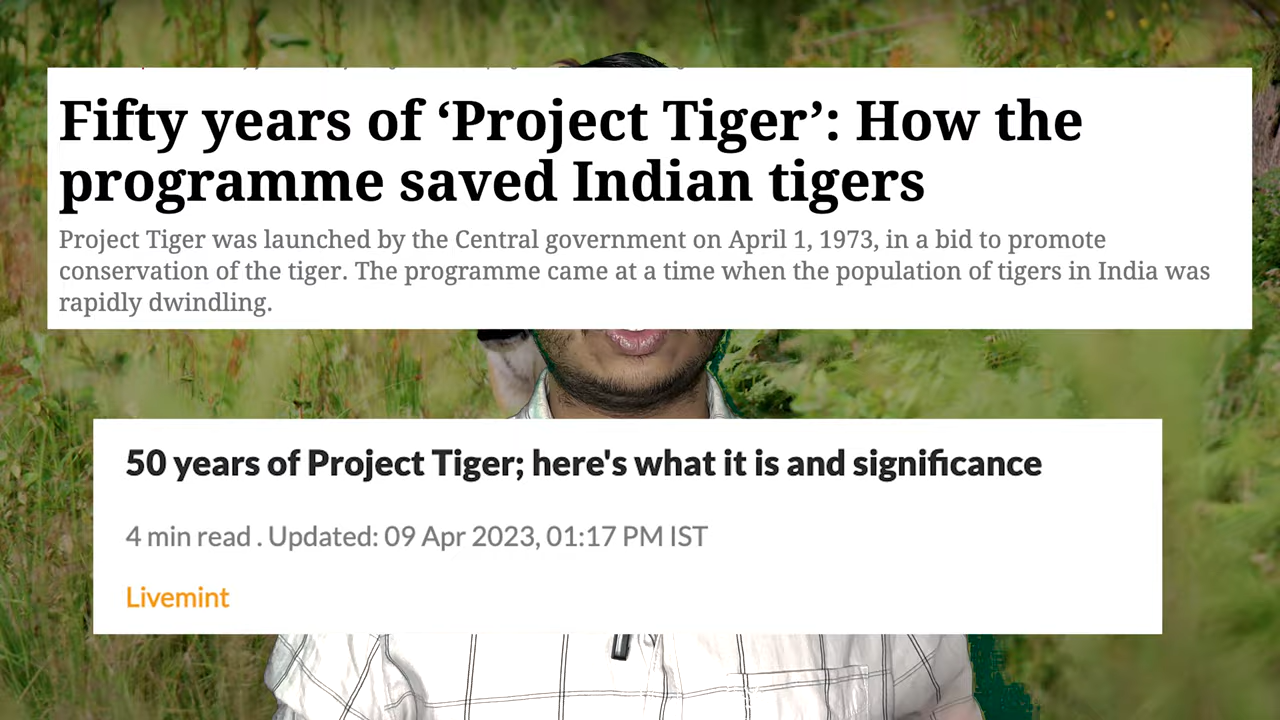 Fifty years of ‘Project Tiger’: How the
programme saved Indian tigers
Project Tiger was launched by the Central government on April 1, 1973, in a bid to promote
conservation of the tiger. The programme came at a time when the population of tigers in India was
rapidly dwindling.
50 years of Project Tiger; here's what it is and significance
4 min read . Updated: 09 Apr 2023, 01:17 PM IST
Livemint